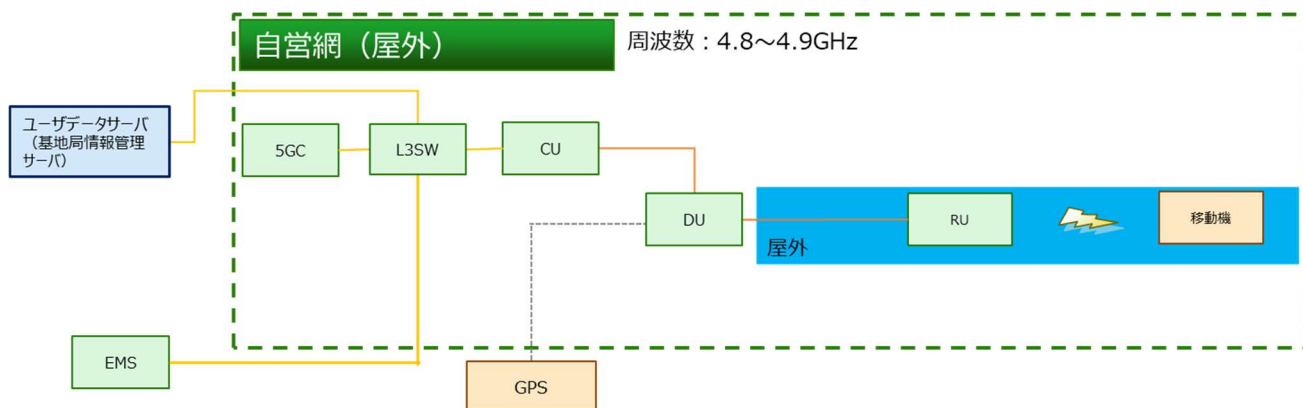 自営網（屋外）
周波数：4.8～4.9GHz
ユーザデータサーバ
（基地局情報管理
サーバ）
5GC
L3SW
CU
DU
RU
移動機
屋外
EMS
GPS